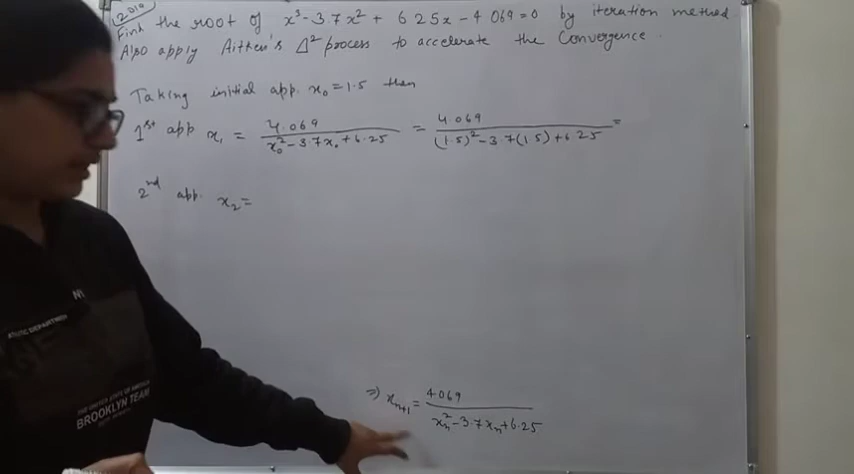 2010
Find the root of x³-3.7x² + 6.25x-4.069=0 by iteration method
Also apply Aitken's Δ² process to accelerate the Convergence.
Taking initial app. x₀=1.5 then
1st app x₁ = 4.069 / (x₀²-3.7x₀+6.25) = 4.069 / ((1.5)²-3.7(1.5)+6.25) =
2nd app. x₂=
⇒ xₙ₊₁ = 4.069 / (xₙ²-3.7xₙ+6.25)
BROOKLYN TEAM